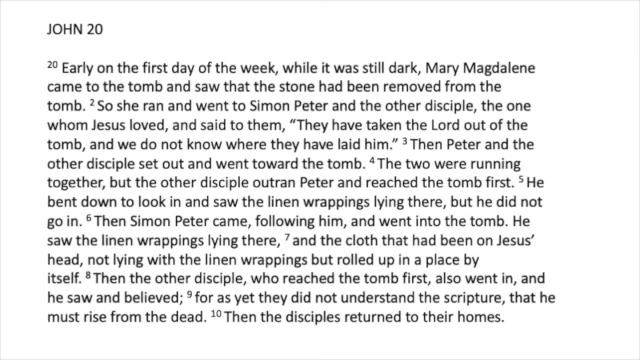 JOHN 20
20 Early on the first day of the week, while it was still dark, Mary Magdalene
came to the tomb and saw that the stone had been removed from the
tomb. 2 So she ran and went to Simon Peter and the other disciple, the one
whom Jesus loved, and said to them, “They have taken the Lord out of the
tomb, and we do not know where they have laid him.” 3 Then Peter and the
other disciple set out and went toward the tomb. 4 The two were running
together, but the other disciple outran Peter and reached the tomb first. 5 He
bent down to look in and saw the linen wrappings lying there, but he did not
go in. 6 Then Simon Peter came, following him, and went into the tomb. He
saw the linen wrappings lying there, 7 and the cloth that had been on Jesus’
head, not lying with the linen wrappings but rolled up in a place by
itself. 8 Then the other disciple, who reached the tomb first, also went in, and
he saw and believed; 9 for as yet they did not understand the scripture, that he
must rise from the dead. 10 Then the disciples returned to their homes.